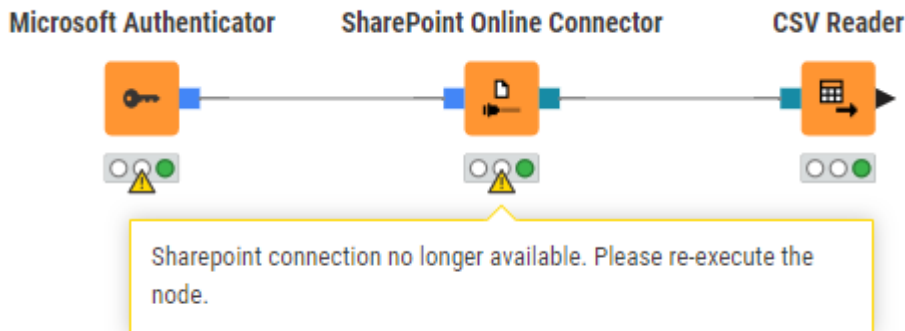 Microsoft Authenticator SharePoint Online Connector CSV Reader
Sharepoint connection no longer available. Please re-execute the
node.